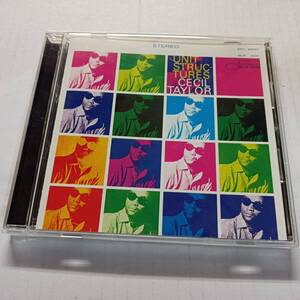 STEREO
UNIT
STRUC
TURES
CECIL
TAYLOR